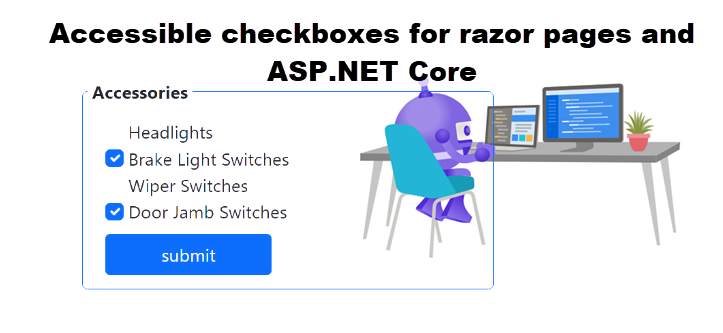 Accessible checkboxes for razor pages and
ASP.NET Core
Accessories
Headlights
Brake Light Switches
Wiper Switches
Door Jamb Switches
submit